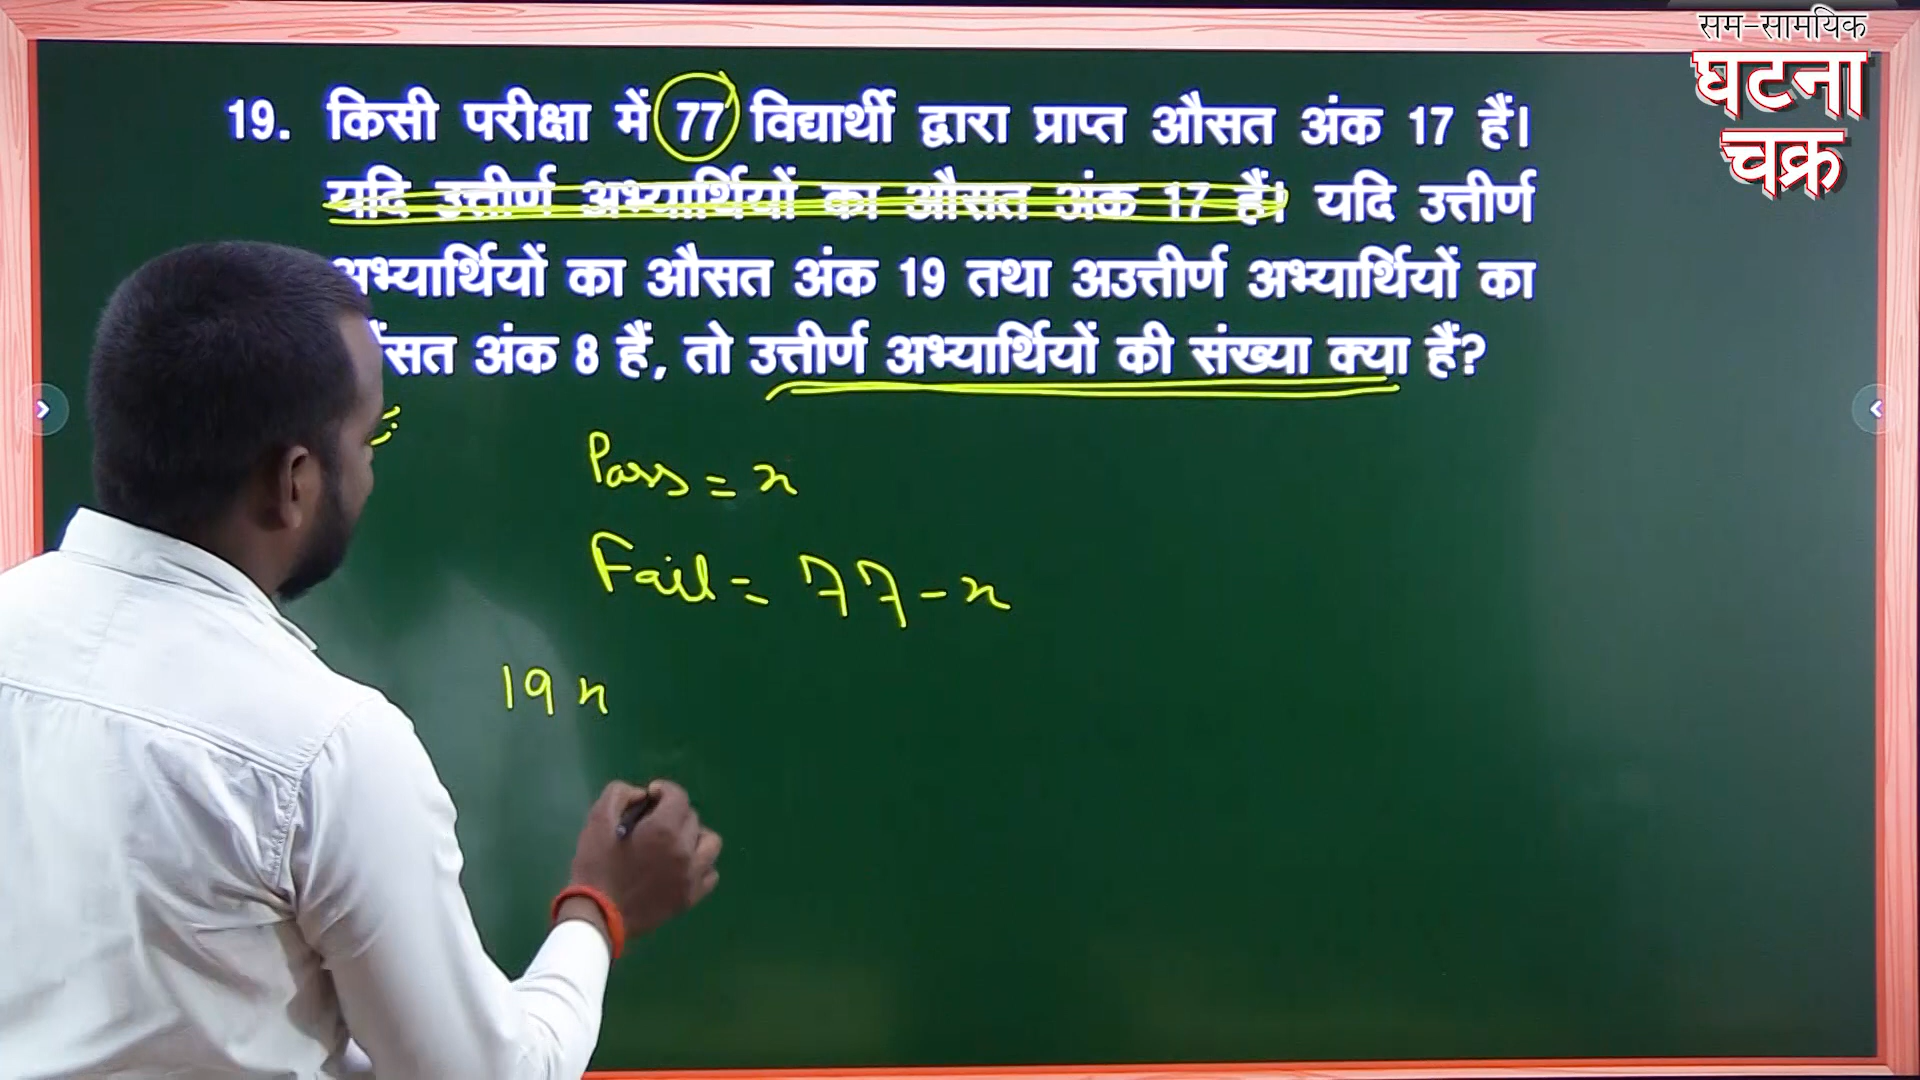 सम-सामयिक
घटना
चक्र
19. किसी परीक्षा में 77 विद्यार्थी द्वारा प्राप्त औसत अंक 17 हैं।
यदि उत्तीर्ण अभ्यार्थियों का औसत अंक 17 हैं। यदि उत्तीर्ण
अभ्यार्थियों का औसत अंक 19 तथा अउत्तीर्ण अभ्यार्थियों का
अंक 8 हैं, तो उत्तीर्ण अभ्यार्थियों की संख्या क्या हैं?
Pass = x
Fail = 77 - x
19 x